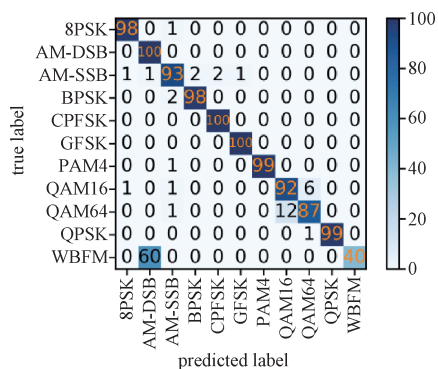 8PSK 98 0 1 0 0 0 0 0 0 0 0
AM-DSB 0 100 0 0 0 0 0 0 0 0 0
AM-SSB 1 1 93 2 2 1 0 0 0 0 0
BPSK 0 0 2 98 0 0 0 0 0 0 0
CPFSK 0 0 0 0 100 0 0 0 0 0 0
GFSK 0 0 0 0 0 100 0 0 0 0 0
PAM4 0 0 1 0 0 0 99 0 0 0 0
QAM16 1 0 1 0 0 0 0 92 6 0 0
QAM64 0 0 1 0 0 0 0 12 87 0 0
QPSK 0 0 0 0 0 0 0 0 1 99 0
WBFM 0 60 0 0 0 0 0 0 0 0 40
true label
8PSK
AM-DSB
AM-SSB
BPSK
CPFSK
GFSK
PAM4
QAM16
QAM64
QPSK
WBFM
predicted label
100
80
60
40
20
0